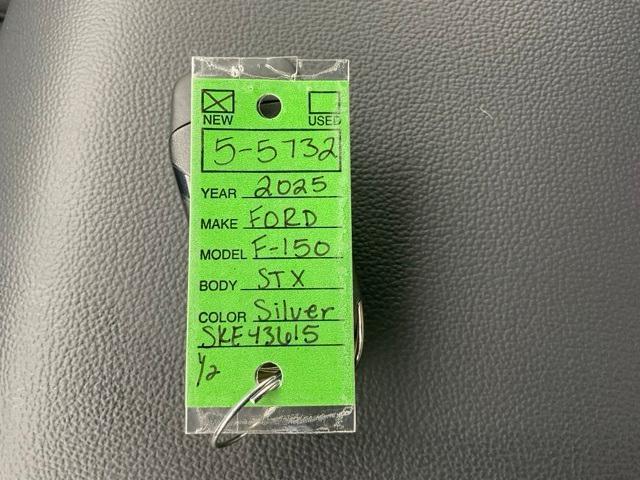 NEW USED
5-5732
YEAR 2025
MAKE FORD
MODEL F-150
BODY STX
COLOR Silver
SKE43615
1/2